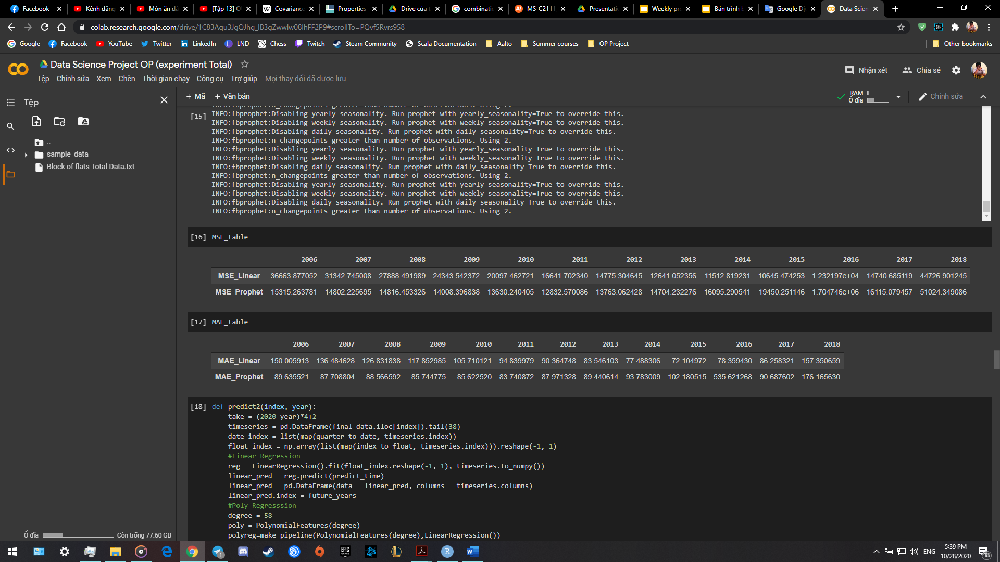 Facebook
Kênh đăng
Món ăn dâ
[Tập 13] Q
Covariance
Properties
Drive của t
combinatio
MS-C2111
Presentatio
Weekly pr
Bản trình b
Google Dị
Data Scien
colab.research.google.com/drive/1C83Aqu3JgQJhg_IB3gZwwlw08lhFF2P9#scrollTo=PQvf5Rvrs958
Google Facebook YouTube Twitter LinkedIn LND Chess Twitch Steam Community Scala Documentation Aalto Summer courses OP Project Other bookmarks
Data Science Project OP (experiment Total)
Nhận xét Chia sẻ
Tệp Chỉnh sửa Xem Chèn Thời gian chạy Công cụ Trợ giúp Mọi thay đổi đã được lưu
Tệp
+ Mã + Văn bản
RAM
Ổ đĩa
Chỉnh sửa
..
sample_data
Block of flats Total Data.txt
Ổ đĩa Còn trống 77.60 GB
INFO:fbprophet:n_changepoints greater than number of observations. Using 2.
[15] INFO:fbprophet:Disabling yearly seasonality. Run prophet with yearly_seasonality=True to override this.
INFO:fbprophet:Disabling weekly seasonality. Run prophet with weekly_seasonality=True to override this.
INFO:fbprophet:Disabling daily seasonality. Run prophet with daily_seasonality=True to override this.
INFO:fbprophet:n_changepoints greater than number of observations. Using 2.
INFO:fbprophet:Disabling yearly seasonality. Run prophet with yearly_seasonality=True to override this.
INFO:fbprophet:Disabling weekly seasonality. Run prophet with weekly_seasonality=True to override this.
INFO:fbprophet:Disabling daily seasonality. Run prophet with daily_seasonality=True to override this.
INFO:fbprophet:n_changepoints greater than number of observations. Using 2.
INFO:fbprophet:Disabling yearly seasonality. Run prophet with yearly_seasonality=True to override this.
INFO:fbprophet:Disabling weekly seasonality. Run prophet with weekly_seasonality=True to override this.
INFO:fbprophet:Disabling daily seasonality. Run prophet with daily_seasonality=True to override this.
INFO:fbprophet:n_changepoints greater than number of observations. Using 2.
[16] MSE_table
2006 2007 2008 2009 2010 2011 2012 2013 2014 2015 2016 2017 2018
MSE_Linear 36663.877052 31342.745008 27888.491989 24343.542372 20097.462721 16641.702340 14775.304645 12641.052356 11512.819231 10645.474253 1.232197e+04 14740.685119 44726.901245
MSE_Prophet 15315.263781 14802.225695 14816.453326 14008.396838 13630.240405 12832.570086 13763.062428 14704.232276 16095.290541 19450.251146 1.704746e+06 16115.079457 51024.349086
[17] MAE_table
2006 2007 2008 2009 2010 2011 2012 2013 2014 2015 2016 2017 2018
MAE_Linear 150.005913 136.484628 126.831838 117.852985 105.710121 94.839979 90.364748 83.546103 77.488306 72.104972 78.359430 86.258321 157.350659
MAE_Prophet 89.635521 87.708804 88.566592 85.744775 85.622520 83.740872 87.971328 89.440614 93.783009 102.180515 535.621268 90.687602 176.165630
[18] def predict2(index, year):
take = (2020-year)*4+2
timeseries = pd.DataFrame(final_data.iloc[index]).tail(38)
date_index = list(map(quarter_to_date, timeseries.index))
float_index = np.array(list(map(index_to_float, timeseries.index))).reshape(-1, 1)
#Linear Regression
reg = LinearRegression().fit(float_index.reshape(-1, 1), timeseries.to_numpy())
linear_pred = reg.predict(predict_time)
linear_pred = pd.DataFrame(data = linear_pred, columns = timeseries.columns)
linear_pred.index = future_years
#Poly Regresssion
degree = 58
poly = PolynomialFeatures(degree)
polyreg=make_pipeline(PolynomialFeatures(degree),LinearRegression())
ENG
5:39 PM
10/28/2020
18